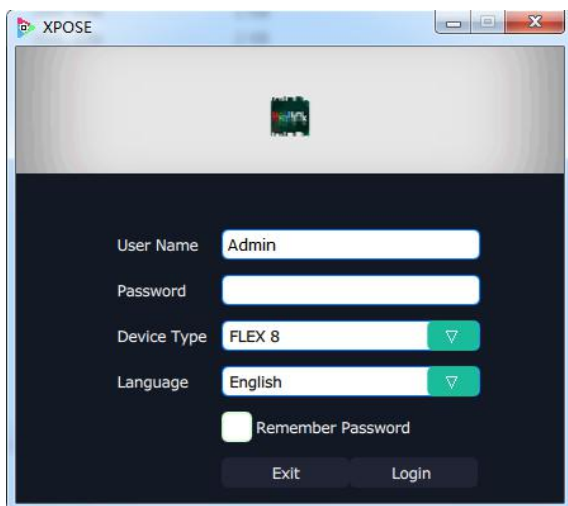 XPOSE
User Name Admin
Password
Device Type FLEX 8
Language English
Remember Password
Exit Login